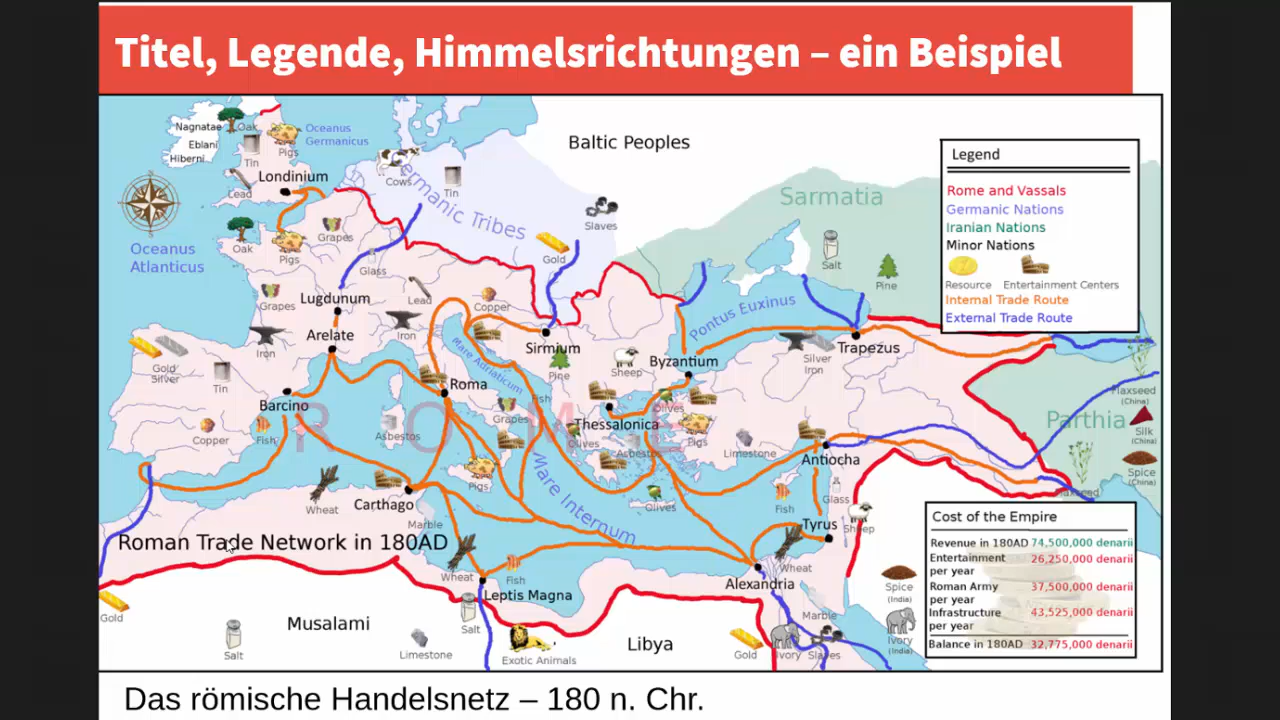 Titel, Legende, Himmelsrichtungen – ein Beispiel
Nagnatae
Eblani
Hiberni
Oak
Tin
Pigs
Oceanus
Germanicus
Baltic Peoples
Legend
Rome and Vassals
Germanic Nations
Iranian Nations
Minor Nations
Resource
Entertainment Centers
Internal Trade Route
External Trade Route
Londinium
Lead
Cows
Tin
Germanic Tribes
Slaves
Sarmatia
Oceanus
Atlanticus
Oak
Pigs
Grapes
Glass
Gold
Salt
Pine
Lugdunum
Grapes
Lead
Copper
Pontus Euxinus
Arelate
Iron
Iron
Sirmium
Mare Adriaticum
Pine
Sheep
Byzantium
Silver
Iron
Trapezus
Gold
Silver
Tin
Roma
Fish
Olives
Flaxseed
(China)
Barcino
Copper
Fish
R O M E
Asbestos
Grapes
Thessalonica
Olives
Asbestos
Pigs
Limestone
Parthia
Silk
(China)
Antiocha
Spice
(China)
Wheat
Carthago
Pigs
Mare Internum
Olives
Fish
Glass
Flaxseed
Marble
Tyrus
Sheep
Roman Trade Network in 180AD
Wheat
Fish
Wheat
Alexandria
Leptis Magna
Cost of the Empire
Revenue in 180AD 74,500,000 denarii
Entertainment 26,250,000 denarii
per year
Roman Army 37,500,000 denarii
per year
Infrastructure 43,525,000 denarii
per year
Balance in 180AD 32,775,000 denarii
Spice
(India)
Ivory
(India)
Gold
Salt
Musalami
Limestone
Salt
Exotic Animals
Libya
Gold
Ivory
Slaves
Marble
Das römische Handelsnetz – 180 n. Chr.